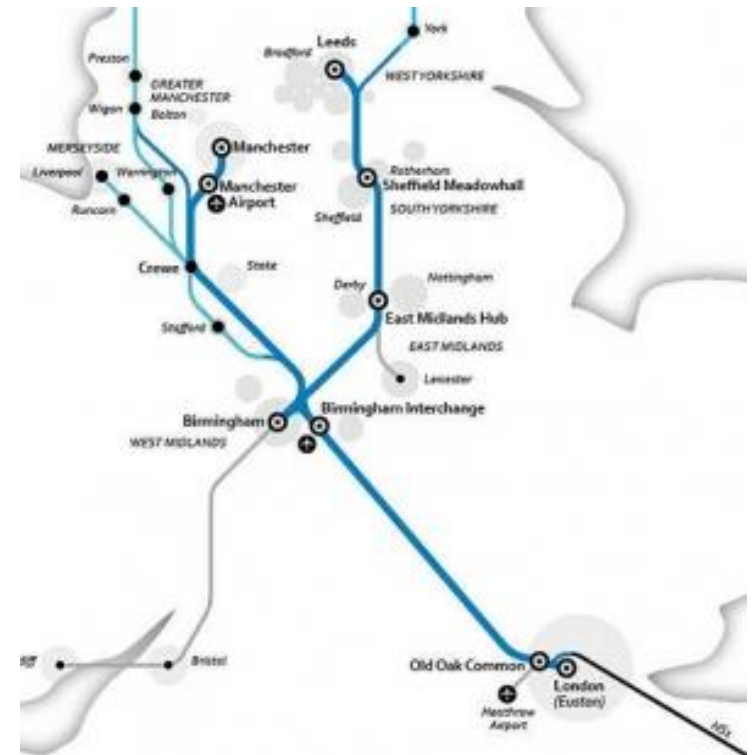 York
Leeds
Bradford
Preston
WEST YORKSHIRE
GREATER
MANCHESTER
Wigan
Bolton
MERSEYSIDE
Manchester
Liverpool
Warrington
Rotherham
Sheffield Meadowhall
Manchester
Airport
Runcorn
SOUTH YORKSHIRE
Sheffield
Crewe
Stoke
Nottingham
Derby
East Midlands Hub
Stafford
EAST MIDLANDS
Leicester
Birmingham Interchange
Birmingham
WEST MIDLANDS
diff
Bristol
Old Oak Common
London
(Euston)
Heathrow
Airport
HS1